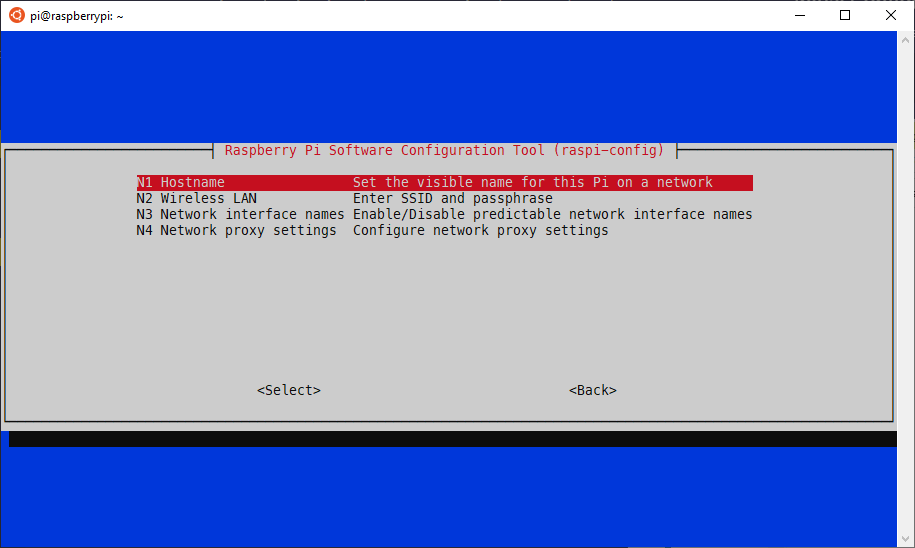 pi@raspberrypi: ~
Raspberry Pi Software Configuration Tool (raspi-config)
N1 Hostname Set the visible name for this Pi on a network
N2 Wireless LAN Enter SSID and passphrase
N3 Network interface names Enable/Disable predictable network interface names
N4 Network proxy settings Configure network proxy settings
<Select> <Back>